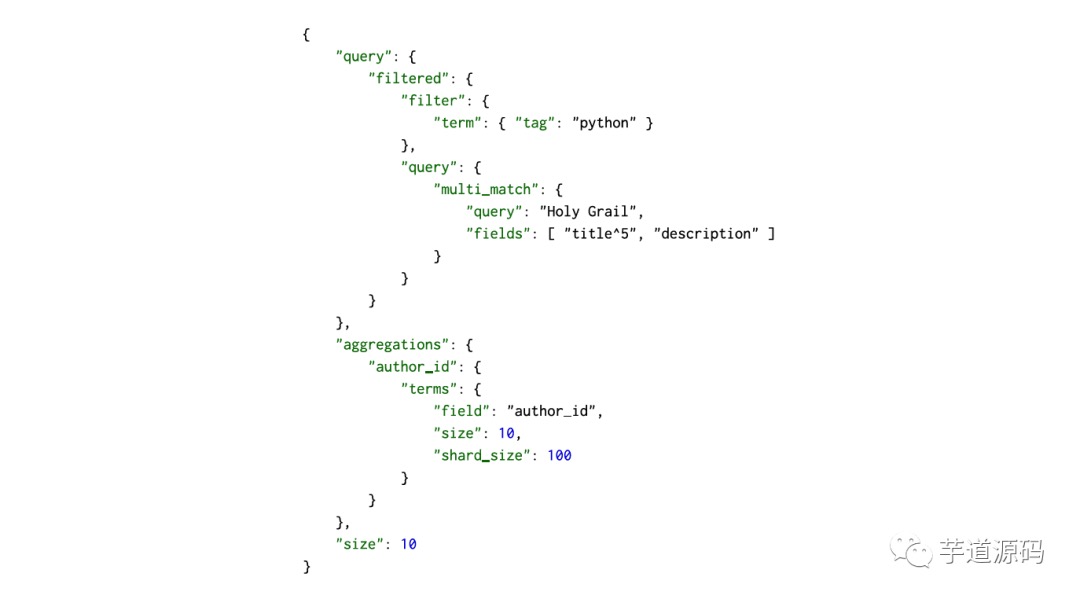 {
    "query": {
        "filtered": {
            "filter": {
                "term": { "tag": "python" }
            },
            "query": {
                "multi_match": {
                    "query": "Holy Grail",
                    "fields": [ "title^5", "description" ]
                }
            }
        }
    },
    "aggregations": {
        "author_id": {
            "terms": {
                "field": "author_id",
                "size": 10,
                "shard_size": 100
            }
        }
    },
    "size": 10
}
芋道源码